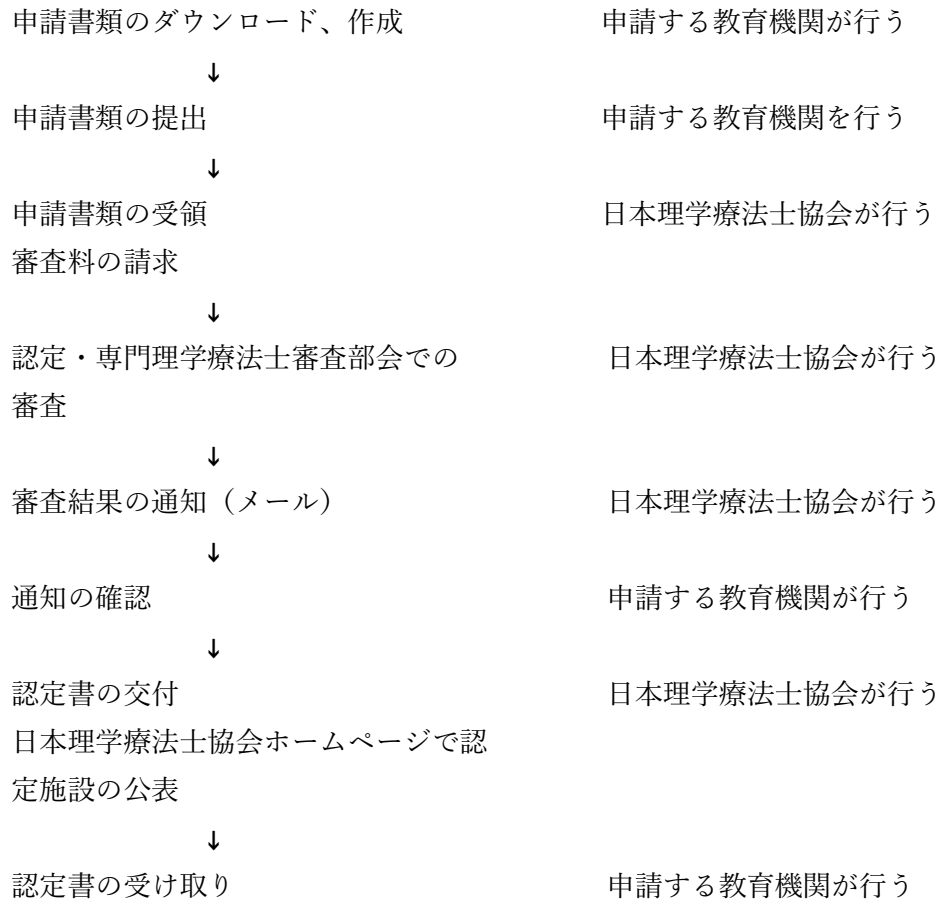 申請書類のダウンロード、作成 申請する教育機関が行う
↓
申請書類の提出 申請する教育機関を行う
↓
申請書類の受領 日本理学療法士協会が行う
審査料の請求
↓
認定・専門理学療法士審査部会での 日本理学療法士協会が行う
審査
↓
審査結果の通知（メール） 日本理学療法士協会が行う
↓
通知の確認 申請する教育機関が行う
↓
認定書の交付 日本理学療法士協会が行う
日本理学療法士協会ホームページで認
定施設の公表
↓
認定書の受け取り 申請する教育機関が行う